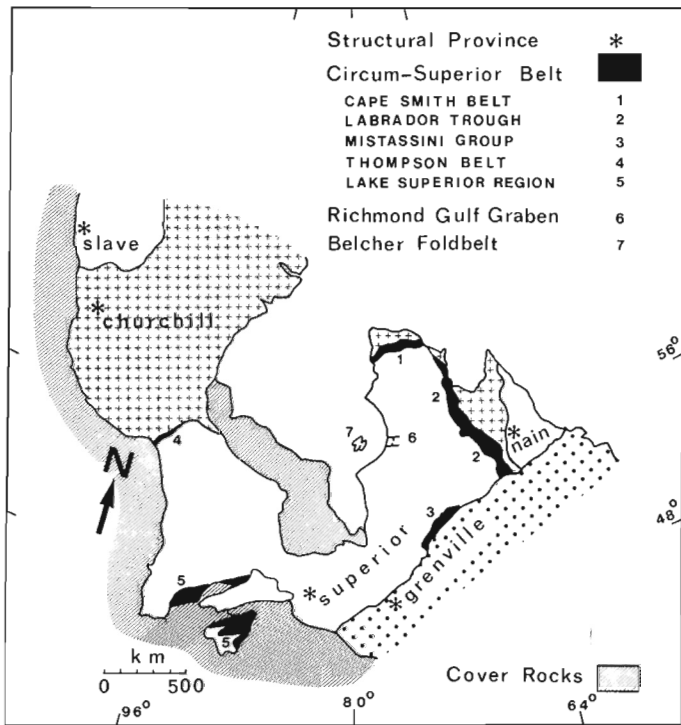 Structural Province *
Circum-Superior Belt
CAPE SMITH BELT 1
LABRADOR TROUGH 2
MISTASSINI GROUP 3
THOMPSON BELT 4
LAKE SUPERIOR REGION 5
Richmond Gulf Graben 6
Belcher Foldbelt 7
* slave
* churchill
56°
1
2
7
6
* nain
4
2
N
3
48°
5
* superior
* grenville
5
km
0 500
Cover Rocks
96°
80°
64°